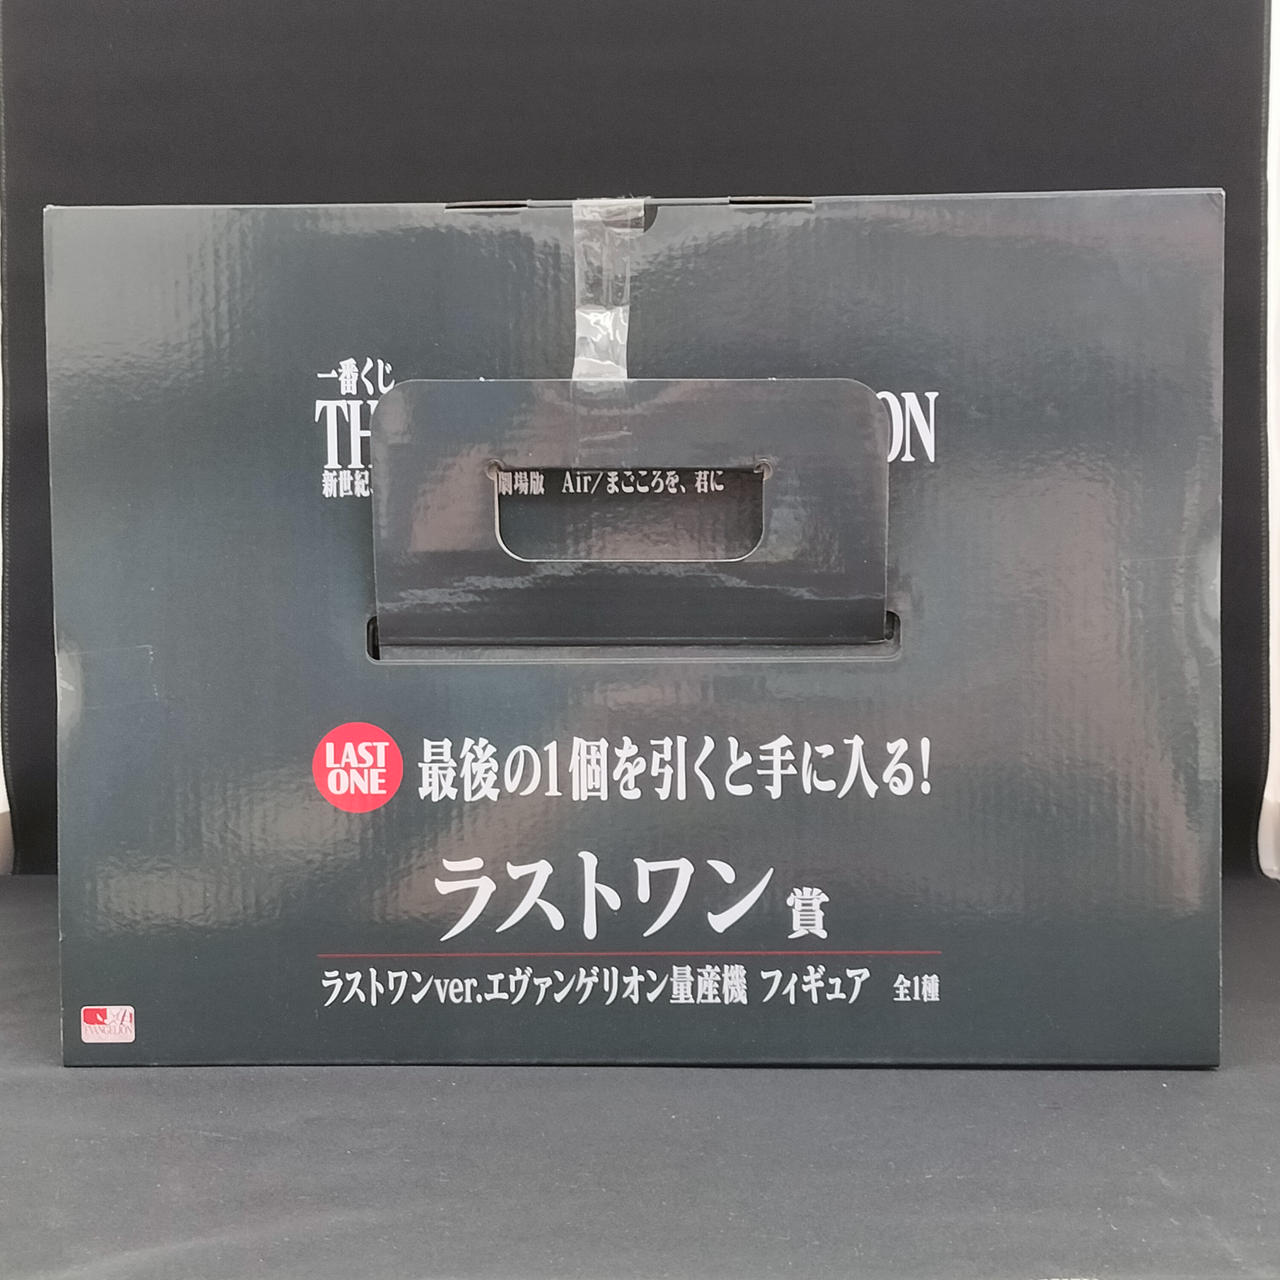 一番くじ
TH
ON
新世紀
劇場版 Air/まごころを、君に
LAST
ONE
最後の1個を引くと手に入る!
ラストワン賞
ラストワンver.エヴァンゲリオン量産機 フィギュア 全1種
EVANGELION